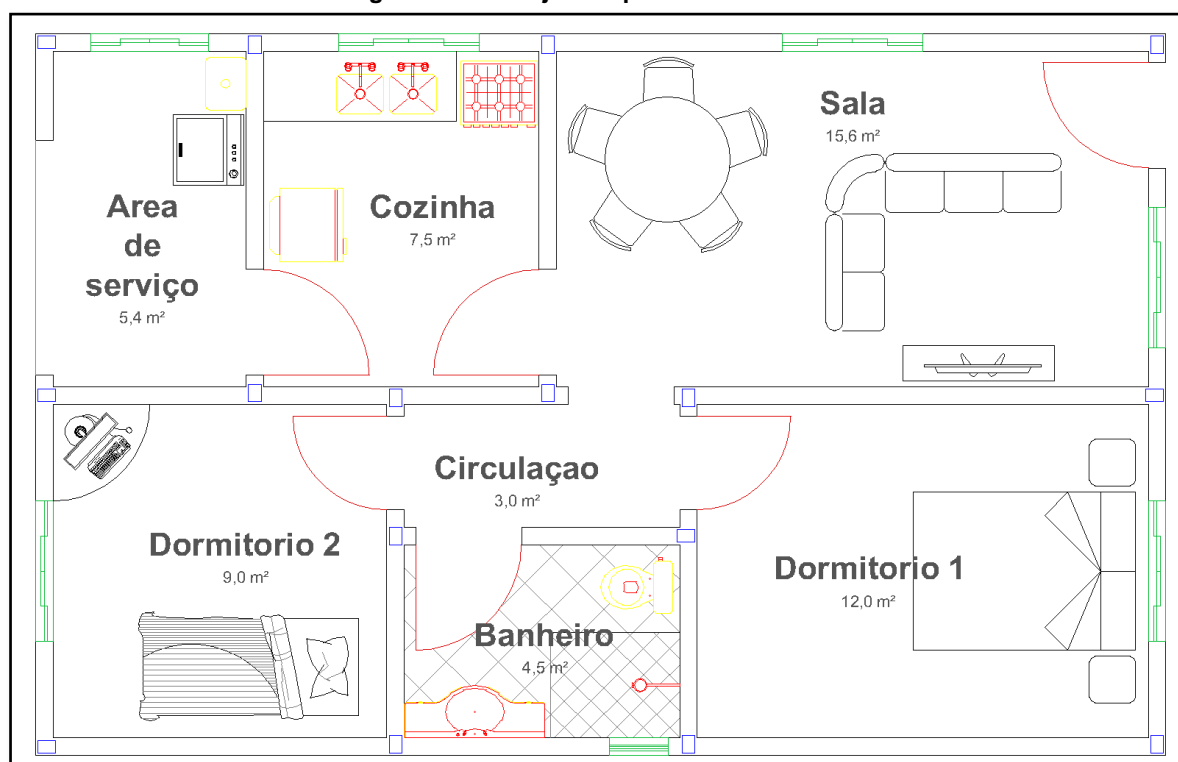 Sala
15,6 m²
Area
de
serviço
5,4 m²
Cozinha
7,5 m²
Circulaçao
3,0 m²
Dormitorio 2
9,0 m²
Dormitorio 1
12,0 m²
Banheiro
4,5 m²